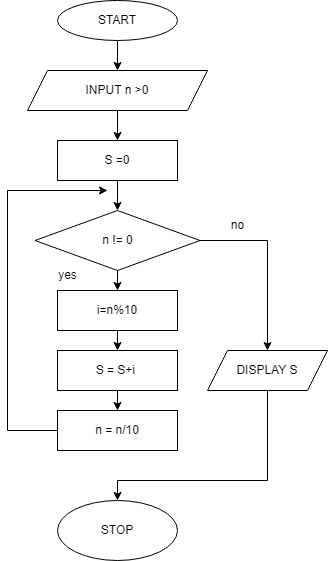 START
INPUT n >0
S =0
n != 0
no
yes
i=n%10
S = S+i
DISPLAY S
n = n/10
STOP